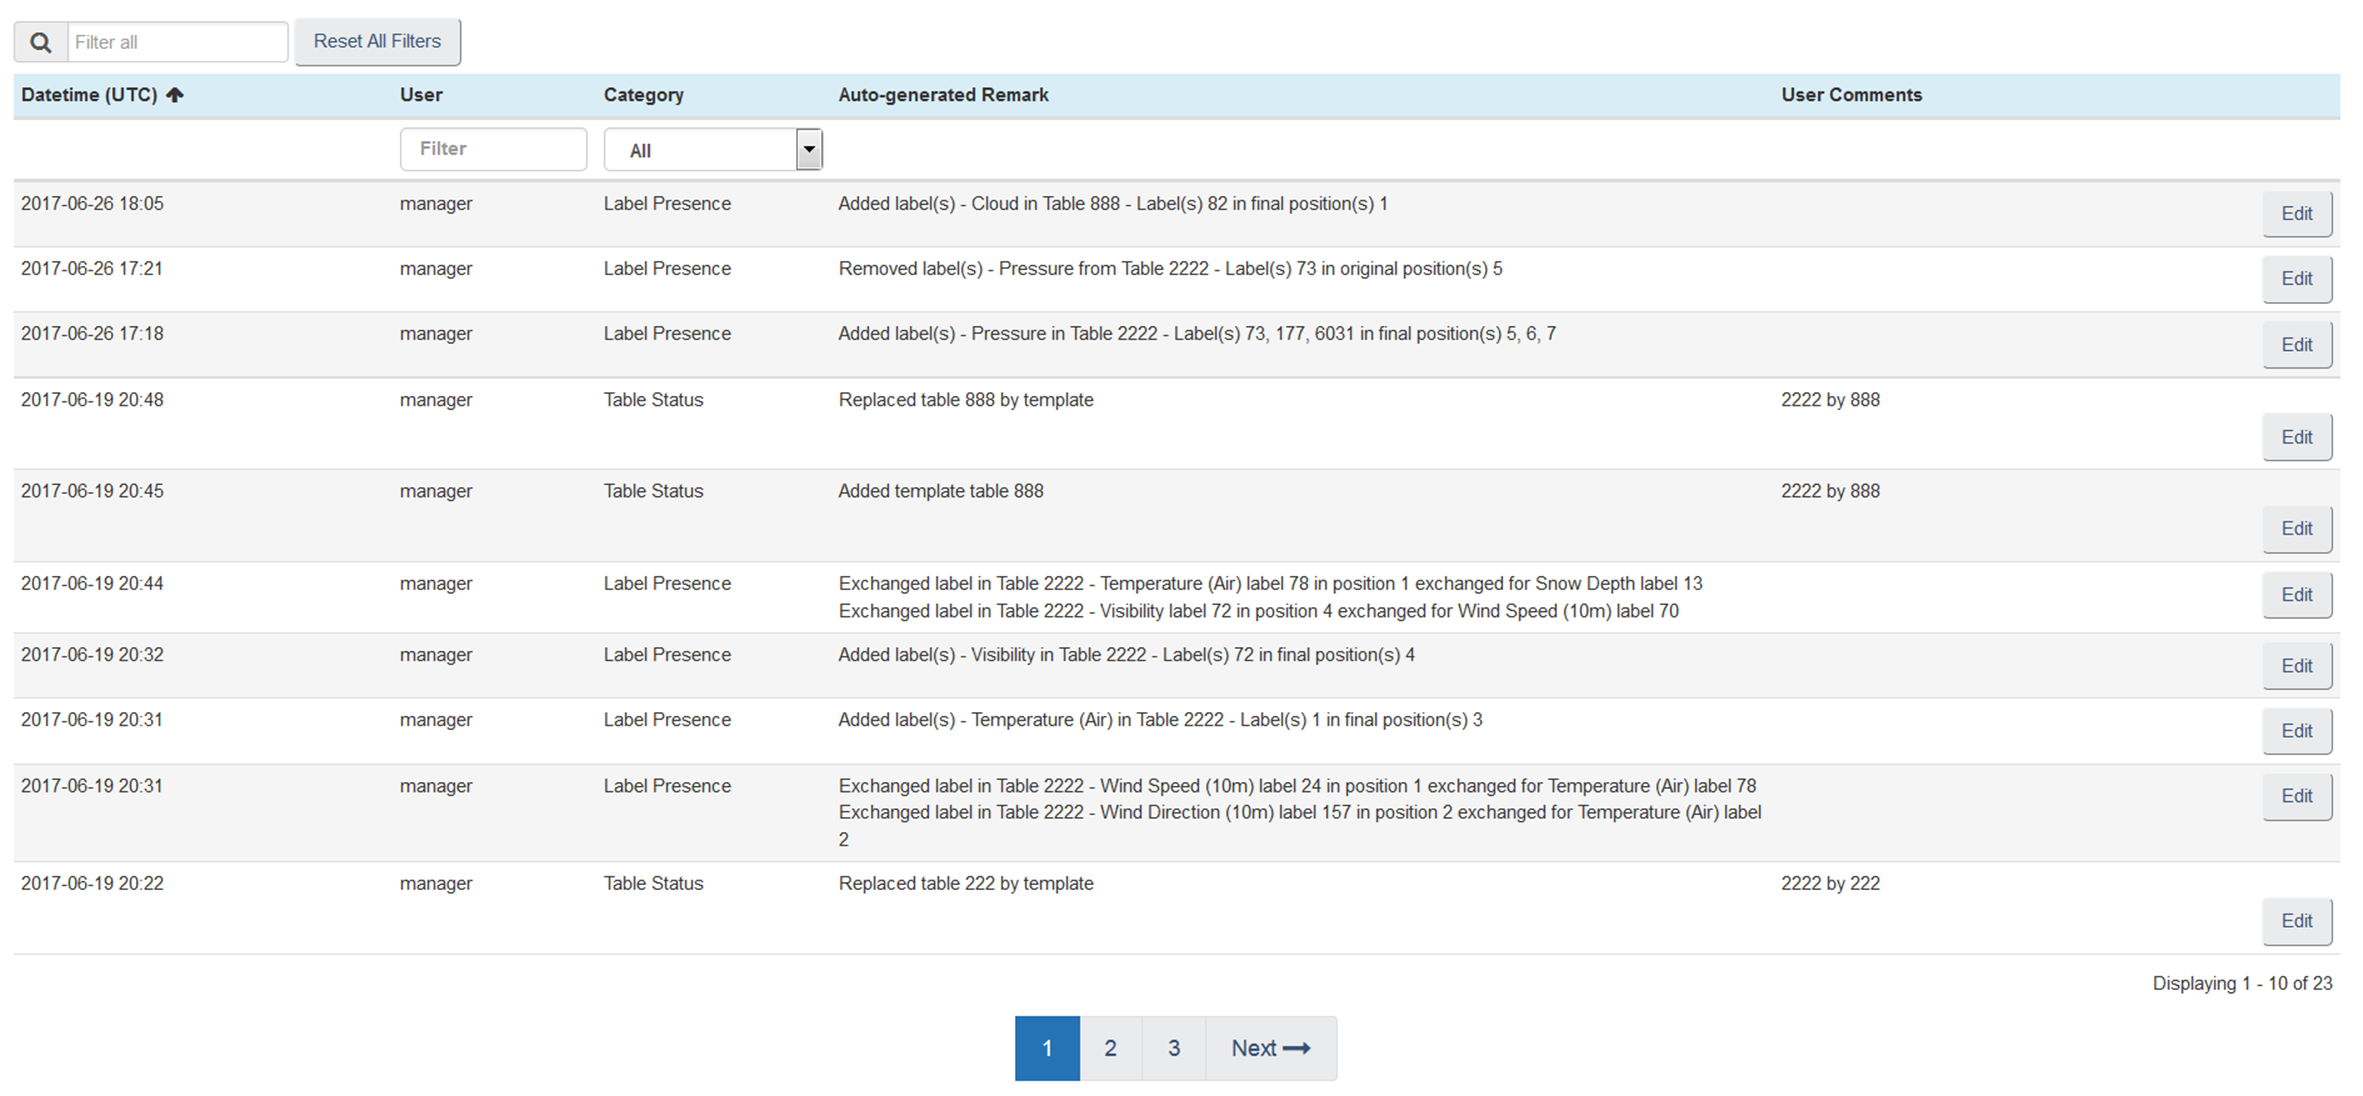 Filter all Reset All Filters
Datetime (UTC) User Category Auto-generated Remark User Comments
Filter All
2017-06-26 18:05 manager Label Presence Added label(s) - Cloud in Table 888 - Label(s) 82 in final position(s) 1 Edit
2017-06-26 17:21 manager Label Presence Removed label(s) - Pressure from Table 2222 - Label(s) 73 in original position(s) 5 Edit
2017-06-26 17:18 manager Label Presence Added label(s) - Pressure in Table 2222 - Label(s) 73, 177, 6031 in final position(s) 5, 6, 7 Edit
2017-06-19 20:48 manager Table Status Replaced table 888 by template 2222 by 888
Edit
2017-06-19 20:45 manager Table Status Added template table 888 2222 by 888
Edit
2017-06-19 20:44 manager Label Presence Exchanged label in Table 2222 - Temperature (Air) label 78 in position 1 exchanged for Snow Depth label 13 Edit
Exchanged label in Table 2222 - Visibility label 72 in position 4 exchanged for Wind Speed (10m) label 70
2017-06-19 20:32 manager Label Presence Added label(s) - Visibility in Table 2222 - Label(s) 72 in final position(s) 4 Edit
2017-06-19 20:31 manager Label Presence Added label(s) - Temperature (Air) in Table 2222 - Label(s) 1 in final position(s) 3 Edit
2017-06-19 20:31 manager Label Presence Exchanged label in Table 2222 - Wind Speed (10m) label 24 in position 1 exchanged for Temperature (Air) label 78 Edit
Exchanged label in Table 2222 - Wind Direction (10m) label 157 in position 2 exchanged for Temperature (Air) label
2
2017-06-19 20:22 manager Table Status Replaced table 222 by template 2222 by 222
Edit
Displaying 1 - 10 of 23
1 2 3 Next